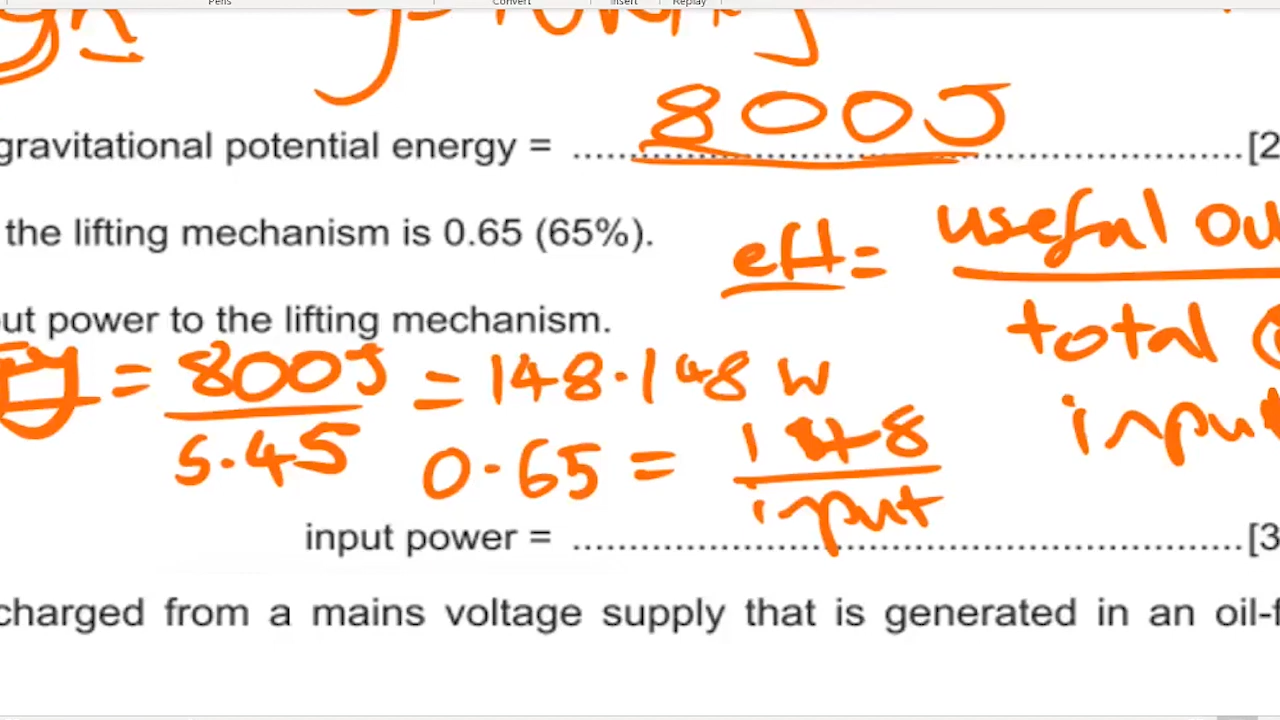 Pens Convert Insert Replay
800J
gravitational potential energy = ........................................................ [2
the lifting mechanism is 0.65 (65%).
eff = useful ou
total
input
ut power to the lifting mechanism.
= 800J / 5.45 = 148.148 W
0.65 = 148 / input
input power = ........................................................ [3
charged from a mains voltage supply that is generated in an oil-f